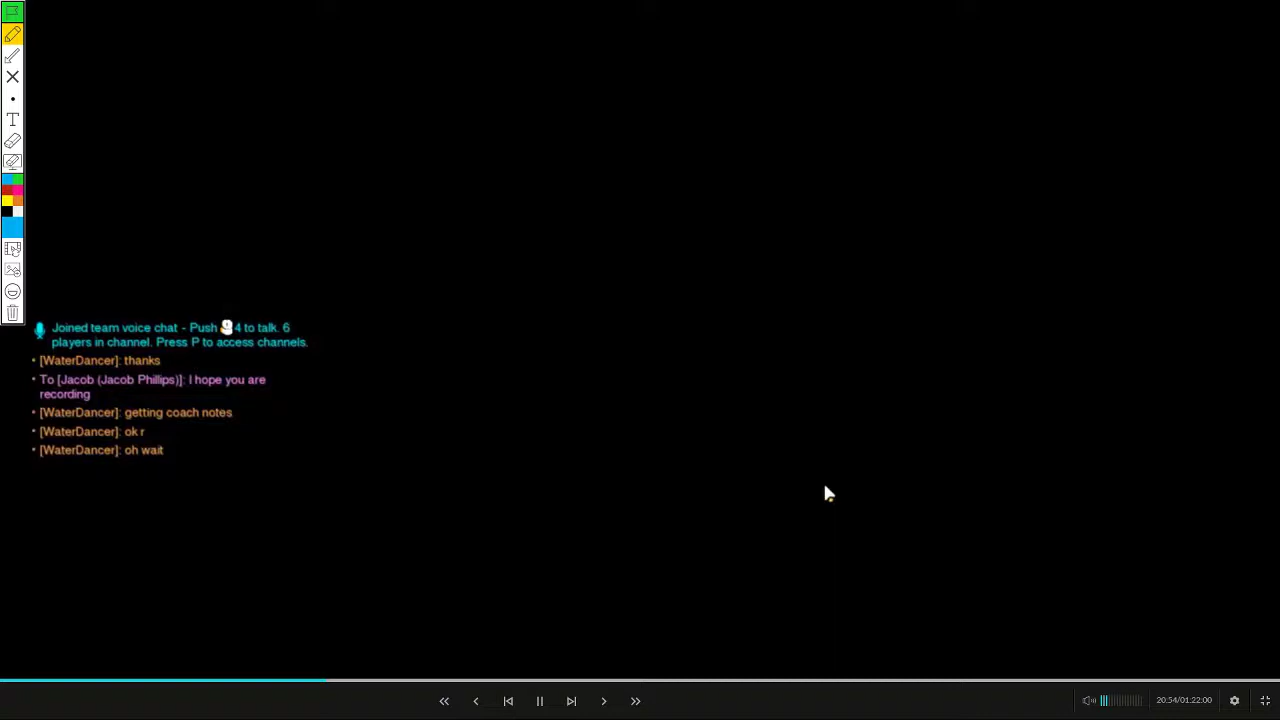 T
Joined team voice chat - Push 4 to talk. 6
players in channel. Press P to access channels.
[WaterDancer]: thanks
To [Jacob (Jacob Phillips)]: I hope you are
recording
[WaterDancer]: getting coach notes
[WaterDancer]: ok r
[WaterDancer]: oh wait
20:54/01:22:00